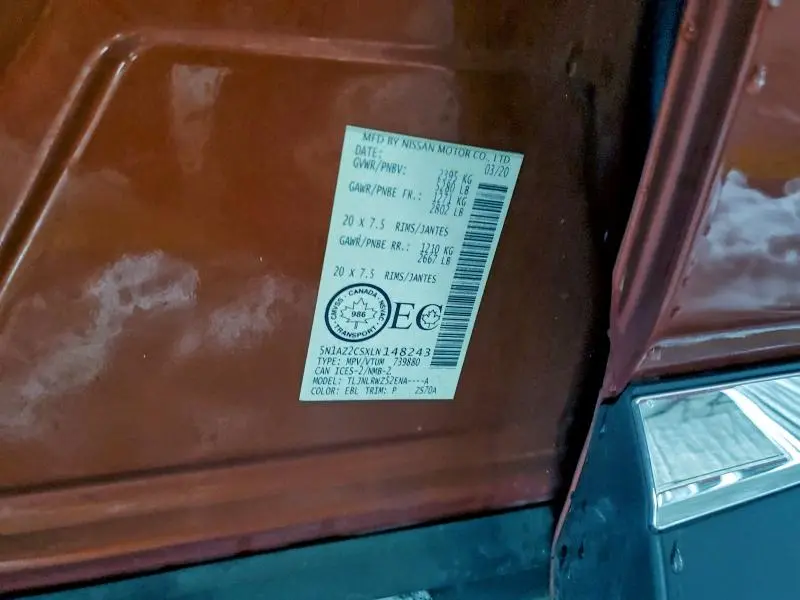 MFD BY NISSAN MOTOR CO., LTD
DATE: 03/20
GVWR/PNBV: 2395 KG
5280 LB
GAWR/PNBE FR.: 1271 KG
2802 LB
20 X 7.5 RIMS/JANTES
GAWR/PNBE RR.: 1210 KG
2667 LB
20 X 7.5 RIMS/JANTES
CANADA
CMVSS · NSVAC
986
TRANSPORT
EC
5N1AZ2CSXLN148243
TYPE: MPV/VTUM 739880
CAN ICES-2/NMB-2
MODEL: TLJNLRWZ52ENA----A
COLOR: EBL TRIM: P 2570A